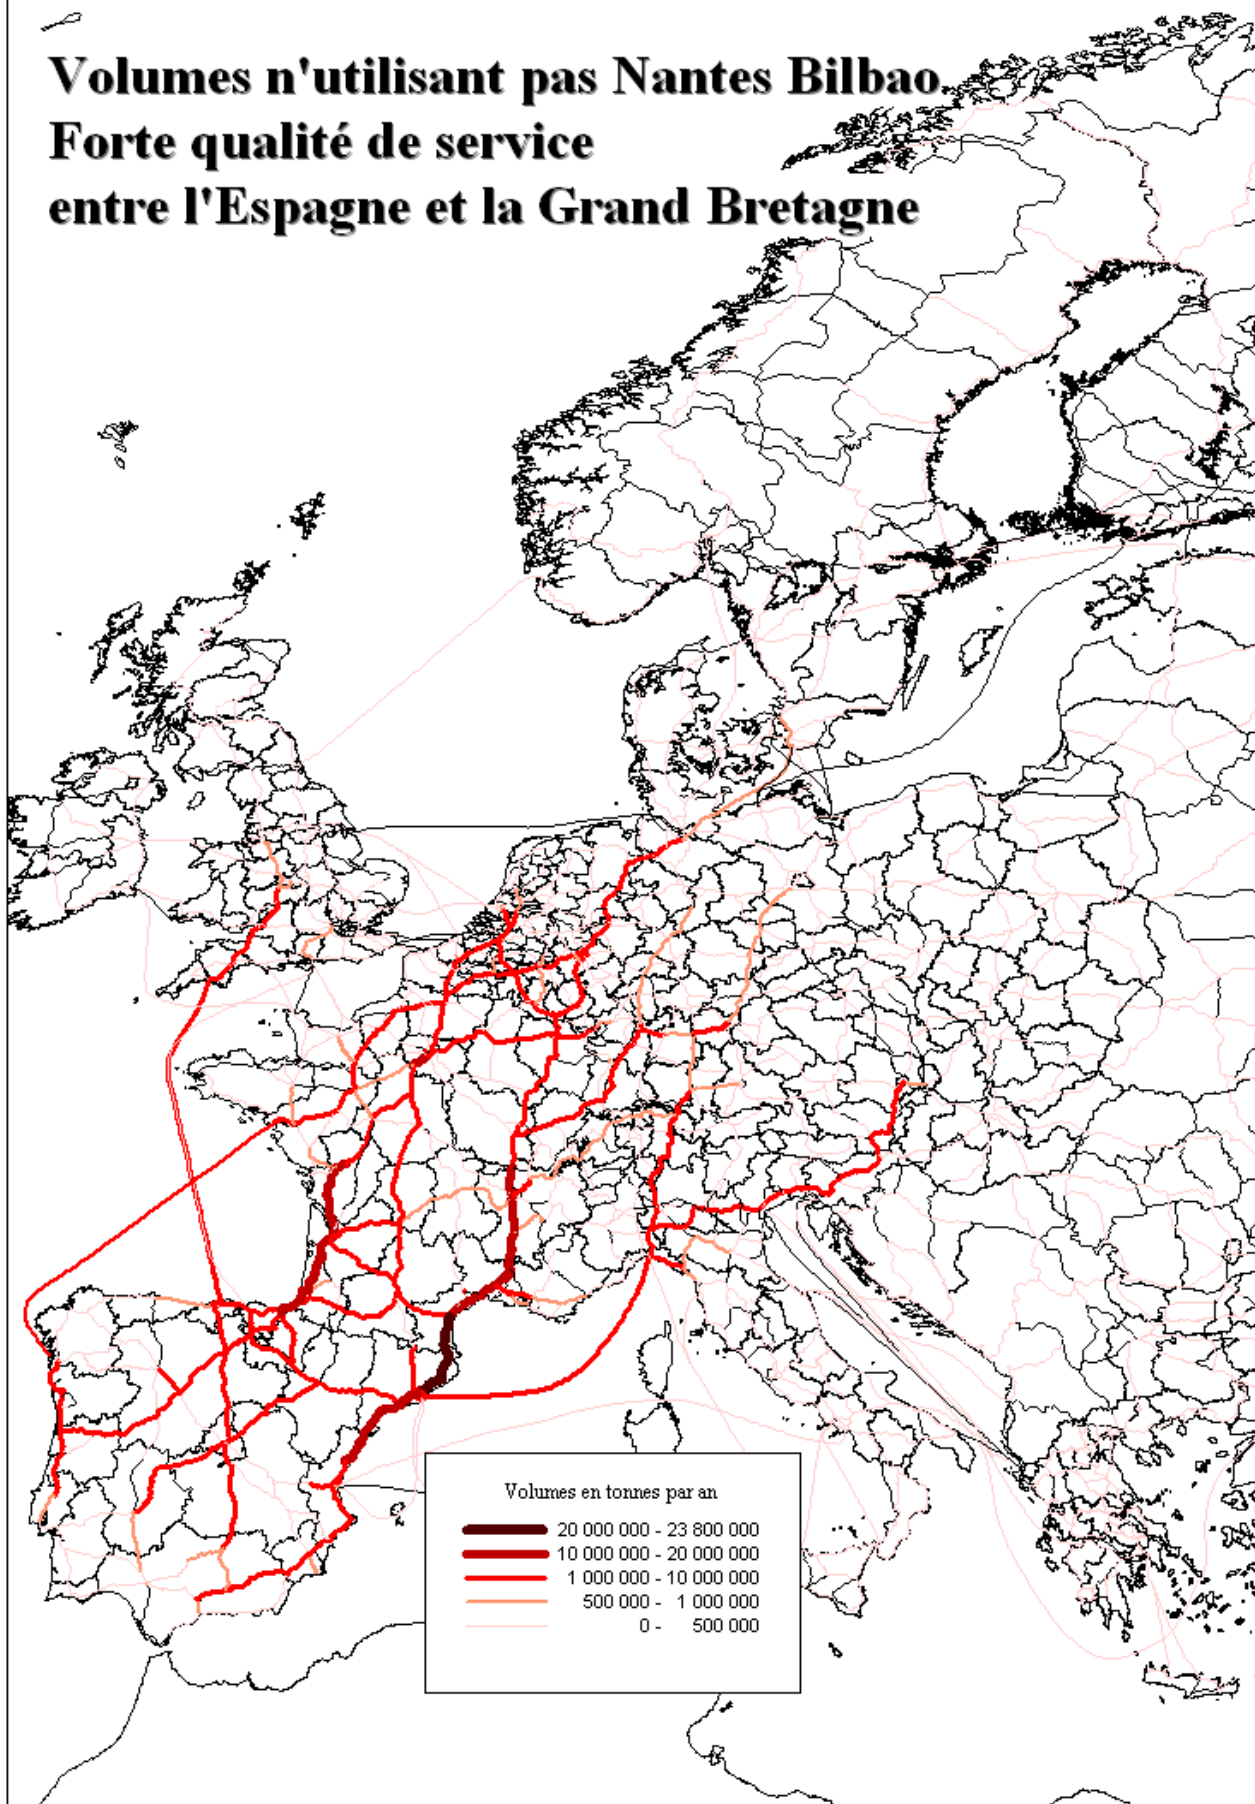 Volumes n'utilisant pas Nantes Bilbao
Forte qualité de service
entre l'Espagne et la Grand Bretagne
Volumes en tonnes par an
20 000 000 - 23 800 000
10 000 000 - 20 000 000
1 000 000 - 10 000 000
500 000 - 1 000 000
0 - 500 000